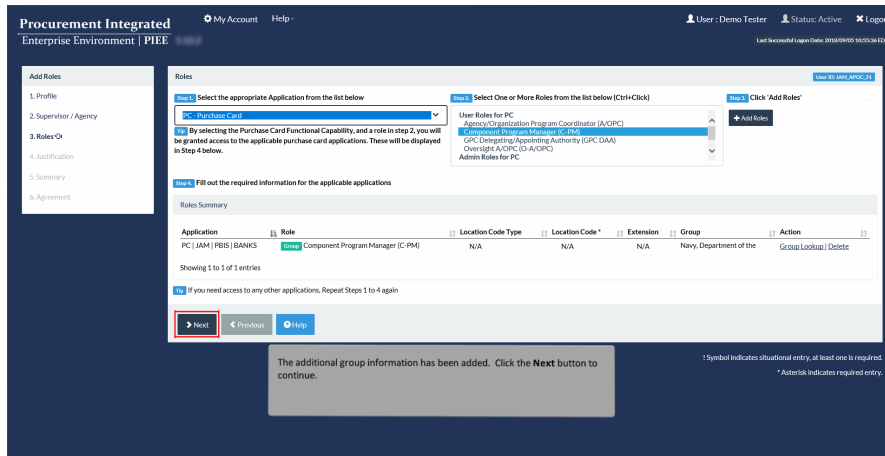 Procurement Integrated
Enterprise Environment | PIEE
My Account
Help
User : Demo Tester
Status: Active
Logou
Last Successful Logon Date: 2018/09/05 10:55:36 ED
Add Roles
1. Profile
2. Supervisor / Agency
3. Roles
4. Justification
5. Summary
6. Agreement
Roles
User ID: JAM_APOC_21
Step 1. Select the appropriate Application from the list below
PC - Purchase Card
Tip By selecting the Purchase Card Functional Capability, and a role in step 2, you will
be granted access to the applicable purchase card applications. These will be displayed
in Step 4 below.
Step 2. Select One or More Roles from the list below (Ctrl+Click)
User Roles for PC
Agency/Organization Program Coordinator (A/OPC)
Component Program Manager (C-PM)
GPC Delegating/Appointing Authority (GPC DAA)
Oversight A/OPC (O-A/OPC)
Admin Roles for PC
Step 3. Click 'Add Roles'
Add Roles
Step 4. Fill out the required information for the applicable applications
Roles Summary
Application Role Location Code Type Location Code * Extension Group Action
PC | JAM | PBIS | BANKS Group Component Program Manager (C-PM) N/A N/A N/A Navy, Department of the Group Lookup | Delete
Showing 1 to 1 of 1 entries
Tip If you need access to any other applications, Repeat Steps 1 to 4 again
Next
Previous
Help
The additional group information has been added. Click the Next button to
continue.
! Symbol indicates situational entry, at least one is required.
* Asterisk indicates required entry.